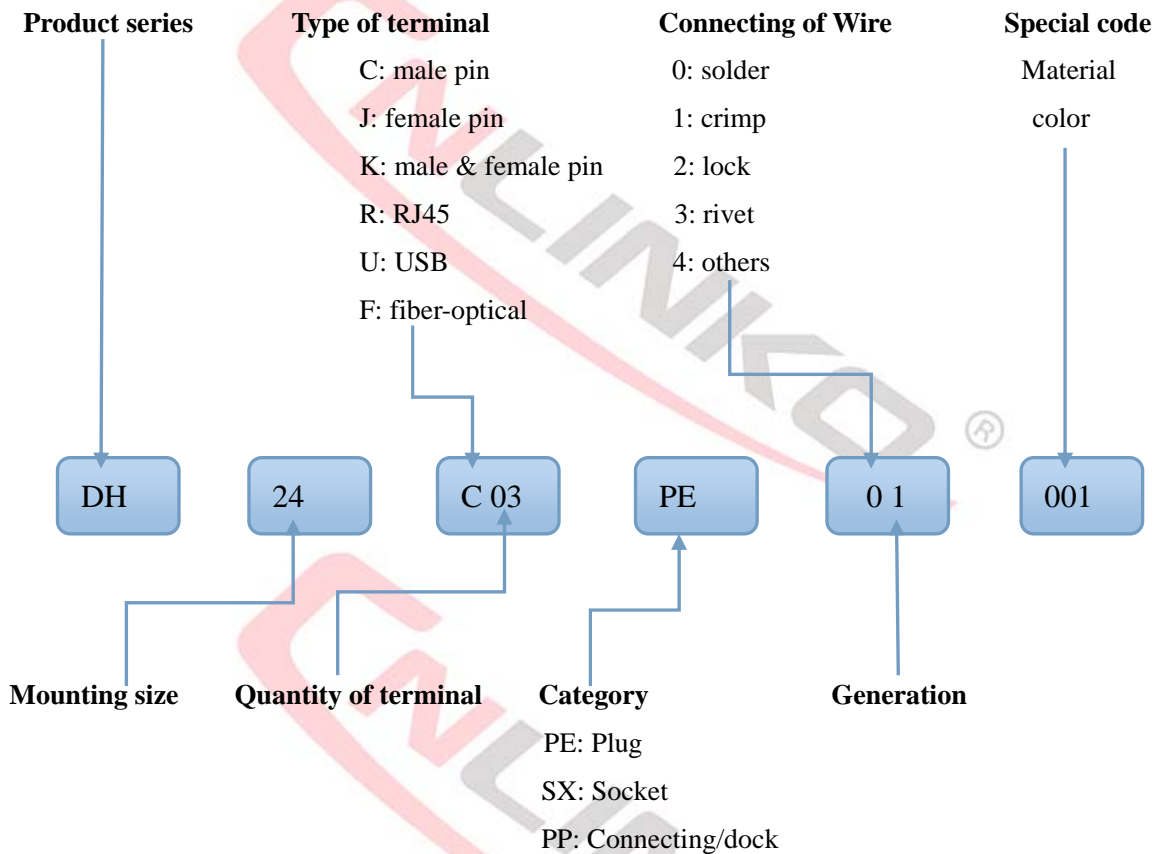 Product series Type of terminal Connecting of Wire Special code
C: male pin 0: solder Material
J: female pin 1: crimp color
K: male & female pin 2: lock
R: RJ45 3: rivet
U: USB 4: others
F: fiber-optical
CNLINKO ®
DH 24 C 03 PE 0 1 001
Mounting size Quantity of terminal Category Generation
PE: Plug
SX: Socket
PP: Connecting/dock
CNLINK